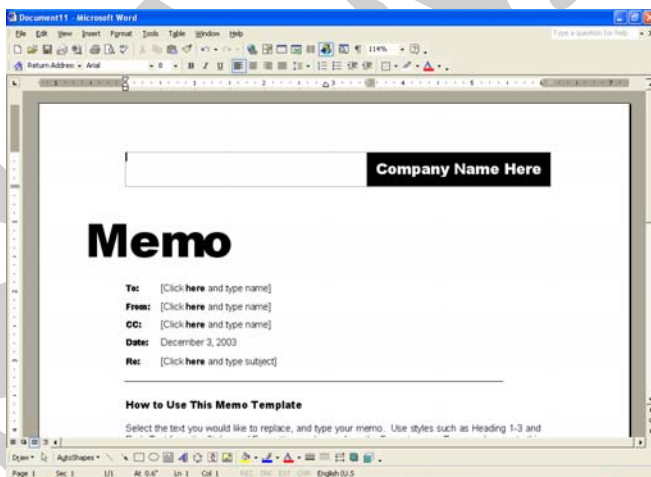 Document11 - Microsoft Word
File Edit View Insert Format Tools Table Window Help
Type a question for help
114%
Return Address Arial 8 B I U
Company Name Here
Memo
To: [Click here and type name]
From: [Click here and type name]
CC: [Click here and type name]
Date: December 3, 2003
Re: [Click here and type subject]
How to Use This Memo Template
Select the text you would like to replace, and type your memo. Use styles such as Heading 1-3 and
Draw AutoShapes
Page 1 Sec 1 1/1 At 0.6" Ln 1 Col 1 REC TRK EXT OVR English (U.S